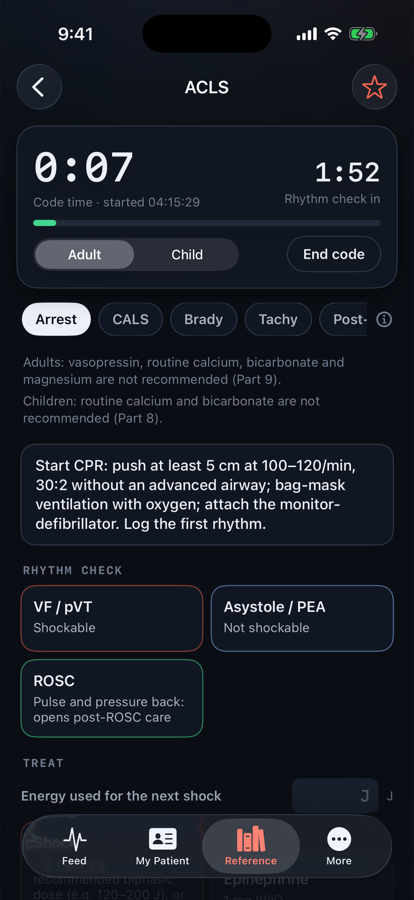 9:41
ACLS
0:07
1:52
Code time · started 04:15:29
Rhythm check in
Adult
Child
End code
Arrest
CALS
Brady
Tachy
Post-
Adults: vasopressin, routine calcium, bicarbonate and
magnesium are not recommended (Part 9).
Children: routine calcium and bicarbonate are not
recommended (Part 8).
Start CPR: push at least 5 cm at 100–120/min,
30:2 without an advanced airway; bag-mask
ventilation with oxygen; attach the monitor-
defibrillator. Log the first rhythm.
RHYTHM CHECK
VF / pVT
Shockable
Asystole / PEA
Not shockable
ROSC
Pulse and pressure back:
opens post-ROSC care
TREAT
Energy used for the next shock
J
J
Shock
Feed
My Patient
Reference
More
recommended biphasic
dose (e.g. 120–200 J), or
Epinephrine